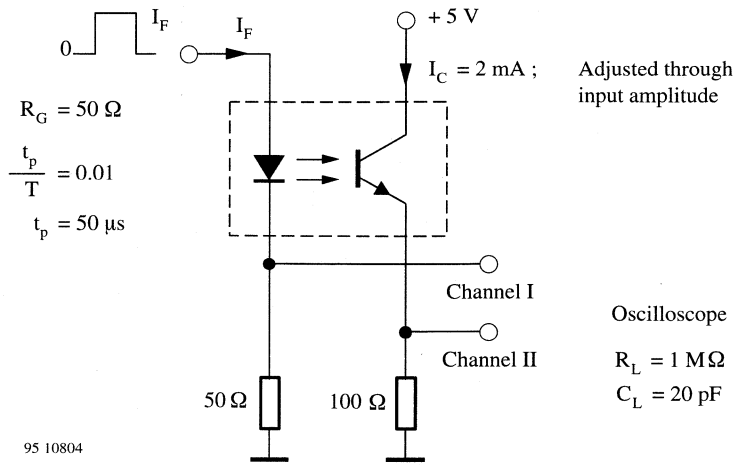 I_F
0
I_F
+ 5 V
I_C = 2 mA ;
Adjusted through
input amplitude
R_G = 50 Ω
t_p / T = 0.01
t_p = 50 μs
Channel I
Channel II
Oscilloscope
R_L = 1 MΩ
C_L = 20 pF
50 Ω
100 Ω
95 10804